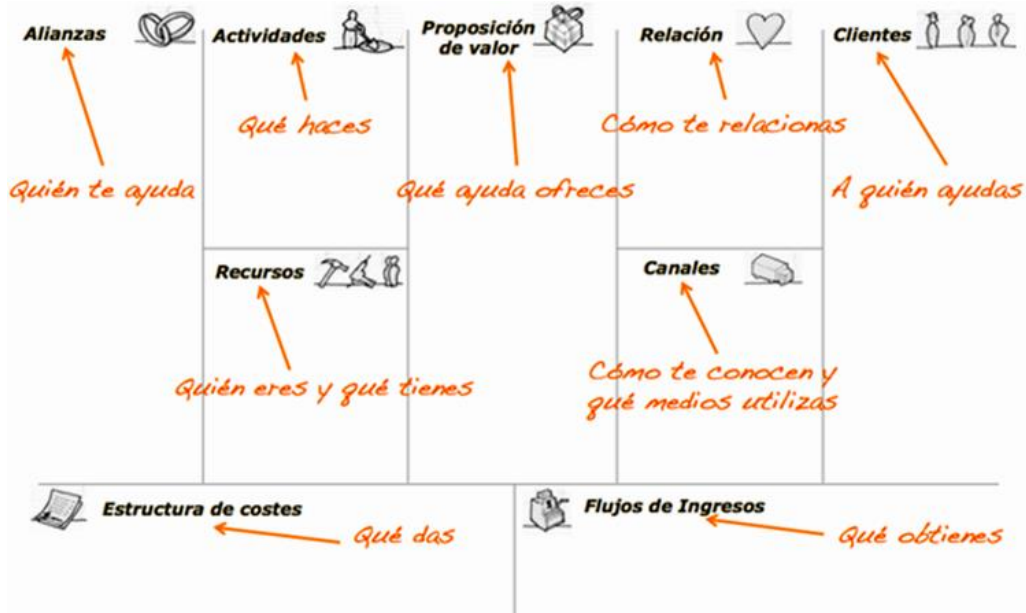 Alianzas
Quién te ayuda
Actividades
Qué haces
Proposición
de valor
Qué ayuda ofreces
Relación
Cómo te relacionas
Clientes
A quién ayudas
Recursos
Quién eres y qué tienes
Canales
Cómo te conocen y
qué medios utilizas
Estructura de costes
Qué das
Flujos de Ingresos
Qué obtienes